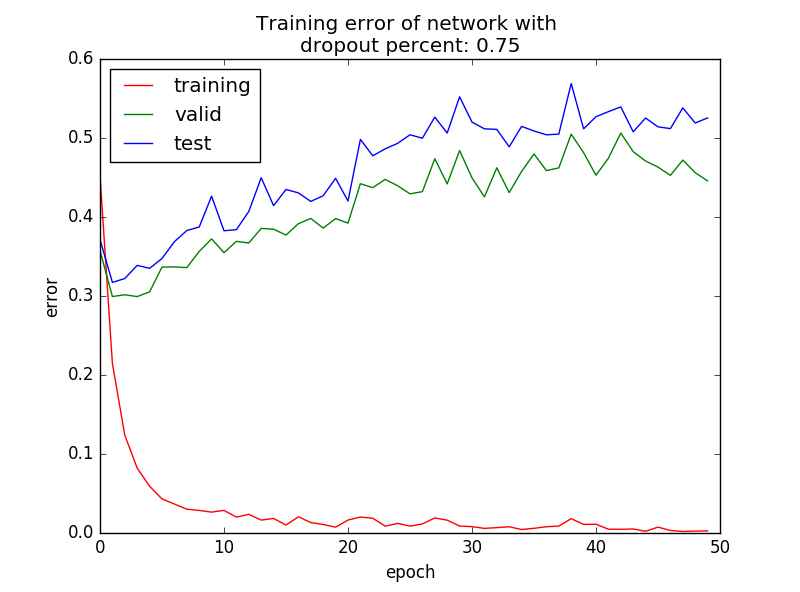 Training error of network with
dropout percent: 0.75
training
valid
test
error
0.6
0.5
0.4
0.3
0.2
0.1
0.0
0 10 20 30 40 50
epoch